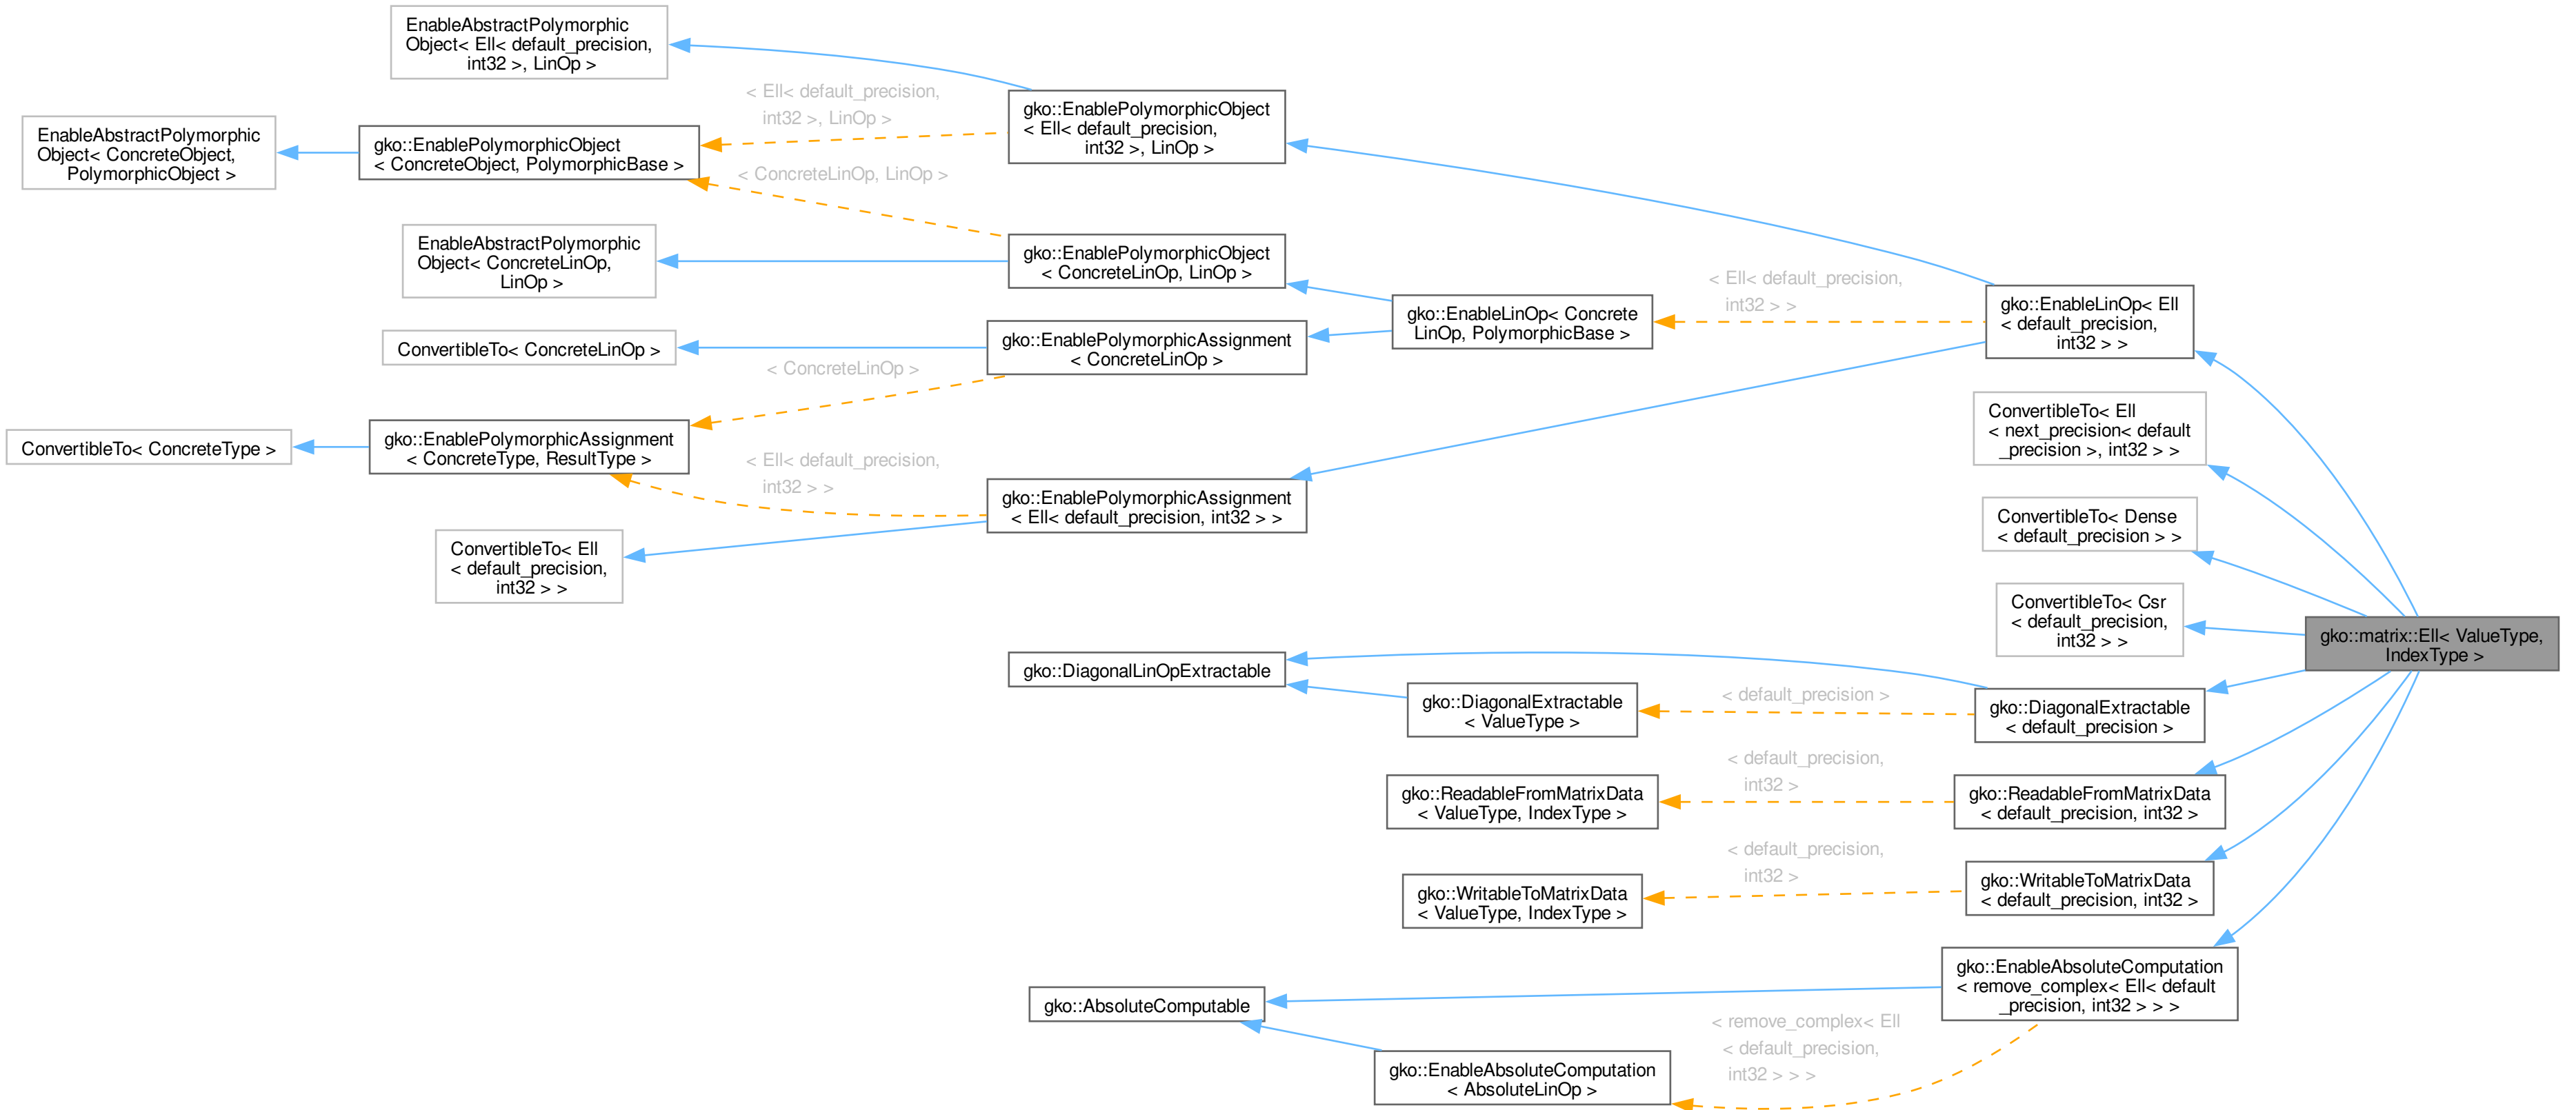 EnableAbstractPolymorphic
Object< Ell< default_precision,
int32 >, LinOp >
< Ell< default_precision,
int32 >, LinOp >
gko::EnablePolymorphicObject
< Ell< default_precision,
int32 >, LinOp >
EnableAbstractPolymorphic
Object< ConcreteObject,
PolymorphicObject >
gko::EnablePolymorphicObject
< ConcreteObject, PolymorphicBase >
< ConcreteLinOp, LinOp >
EnableAbstractPolymorphic
Object< ConcreteLinOp,
LinOp >
gko::EnablePolymorphicObject
< ConcreteLinOp, LinOp >
gko::EnableLinOp< Concrete
LinOp, PolymorphicBase >
< Ell< default_precision,
int32 > >
gko::EnableLinOp< Ell
< default_precision,
int32 > >
ConvertibleTo< ConcreteLinOp >
gko::EnablePolymorphicAssignment
< ConcreteLinOp >
< ConcreteLinOp >
ConvertibleTo< Ell
< next_precision< default
_precision >, int32 > >
ConvertibleTo< ConcreteType >
gko::EnablePolymorphicAssignment
< ConcreteType, ResultType >
< Ell< default_precision,
int32 > >
gko::EnablePolymorphicAssignment
< Ell< default_precision, int32 > >
ConvertibleTo< Dense
< default_precision > >
ConvertibleTo< Ell
< default_precision,
int32 > >
ConvertibleTo< Csr
< default_precision,
int32 > >
gko::matrix::Ell< ValueType,
IndexType >
gko::DiagonalLinOpExtractable
gko::DiagonalExtractable
< ValueType >
< default_precision >
gko::DiagonalExtractable
< default_precision >
gko::ReadableFromMatrixData
< ValueType, IndexType >
< default_precision,
int32 >
gko::ReadableFromMatrixData
< default_precision, int32 >
gko::WritableToMatrixData
< ValueType, IndexType >
< default_precision,
int32 >
gko::WritableToMatrixData
< default_precision, int32 >
gko::AbsoluteComputable
gko::EnableAbsoluteComputation
< remove_complex< Ell< default
_precision, int32 > > >
< remove_complex< Ell
< default_precision,
int32 > > >
gko::EnableAbsoluteComputation
< AbsoluteLinOp >